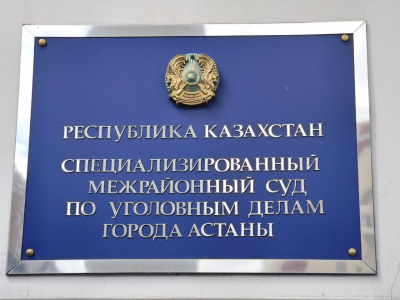 РЕСПУБЛИКА КАЗАХСТАН
СПЕЦИАЛИЗИРОВАННЫЙ
МЕЖРАЙОННЫЙ СУД
ПО УГОЛОВНЫМ ДЕЛАМ
ГОРОДА АСТАНЫ